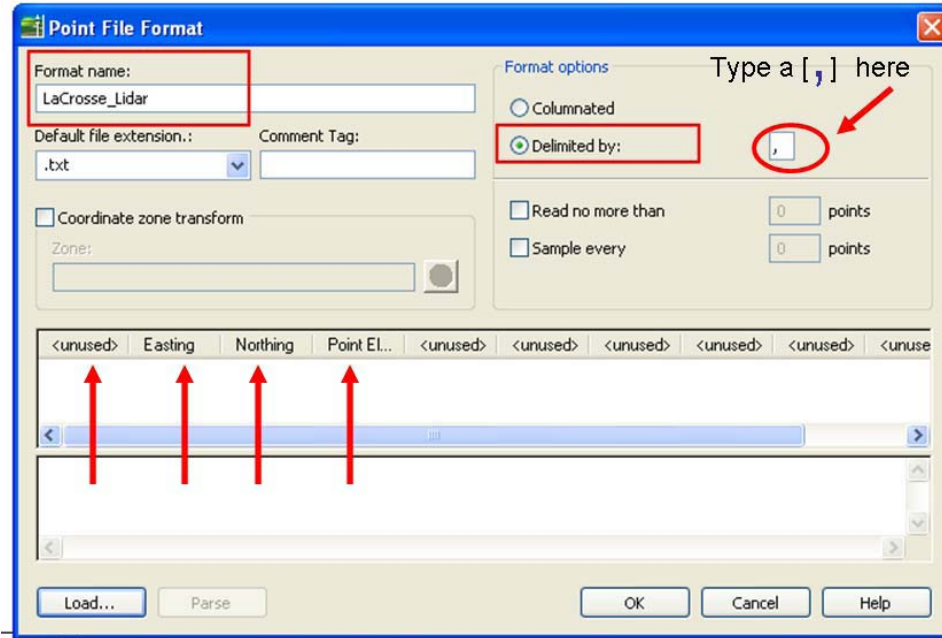 Point File Format
Format name:
LaCrosse_Lidar
Default file extension.:
Comment Tag:
.txt
Coordinate zone transform
Zone:
Format options
Type a [,] here
Columnated
Delimited by:
,
Read no more than
0
points
Sample every
0
points
<unused> Easting Northing Point El... <unused> <unused> <unused> <unused> <unused> <unuse
Load...
Parse
OK
Cancel
Help